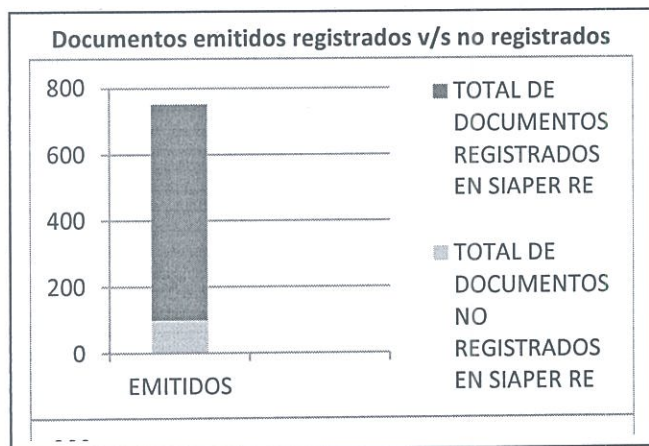 Documentos emitidos registrados v/s no registrados
800
600
400
200
0
EMITIDOS
TOTAL DE
DOCUMENTOS
REGISTRADOS
EN SIAPER RE
TOTAL DE
DOCUMENTOS
NO
REGISTRADOS
EN SIAPER RE